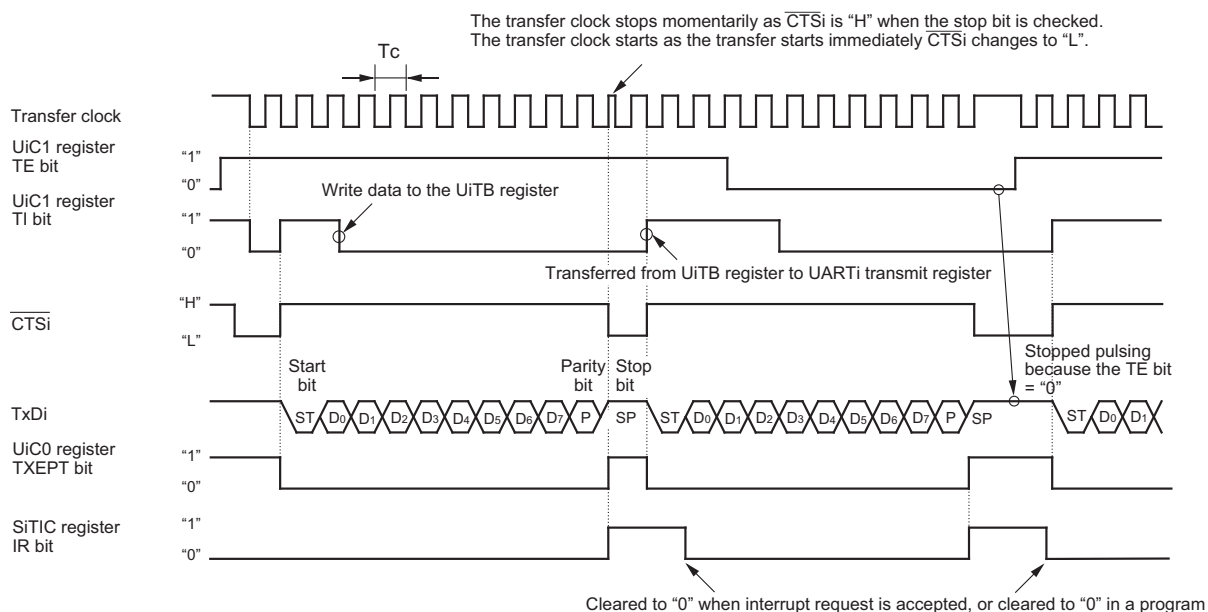 The transfer clock stops momentarily as CTSi is “H” when the stop bit is checked.
The transfer clock starts as the transfer starts immediately CTSi changes to “L”.
Tc
Transfer clock
UiC1 register
TE bit
“1”
“0”
Write data to the UiTB register
UiC1 register
TI bit
“1”
“0”
Transferred from UiTB register to UARTi transmit register
CTSi
“H”
“L”
Start
bit
Parity
bit
Stop
bit
Stopped pulsing
because the TE bit
= “0”
TxDi
ST D0 D1 D2 D3 D4 D5 D6 D7 P SP ST D0 D1 D2 D3 D4 D5 D6 D7 P SP ST D0 D1
UiC0 register
TXEPT bit
“1”
“0”
SiTIC register
IR bit
“1”
“0”
Cleared to “0” when interrupt request is accepted, or cleared to “0” in a program